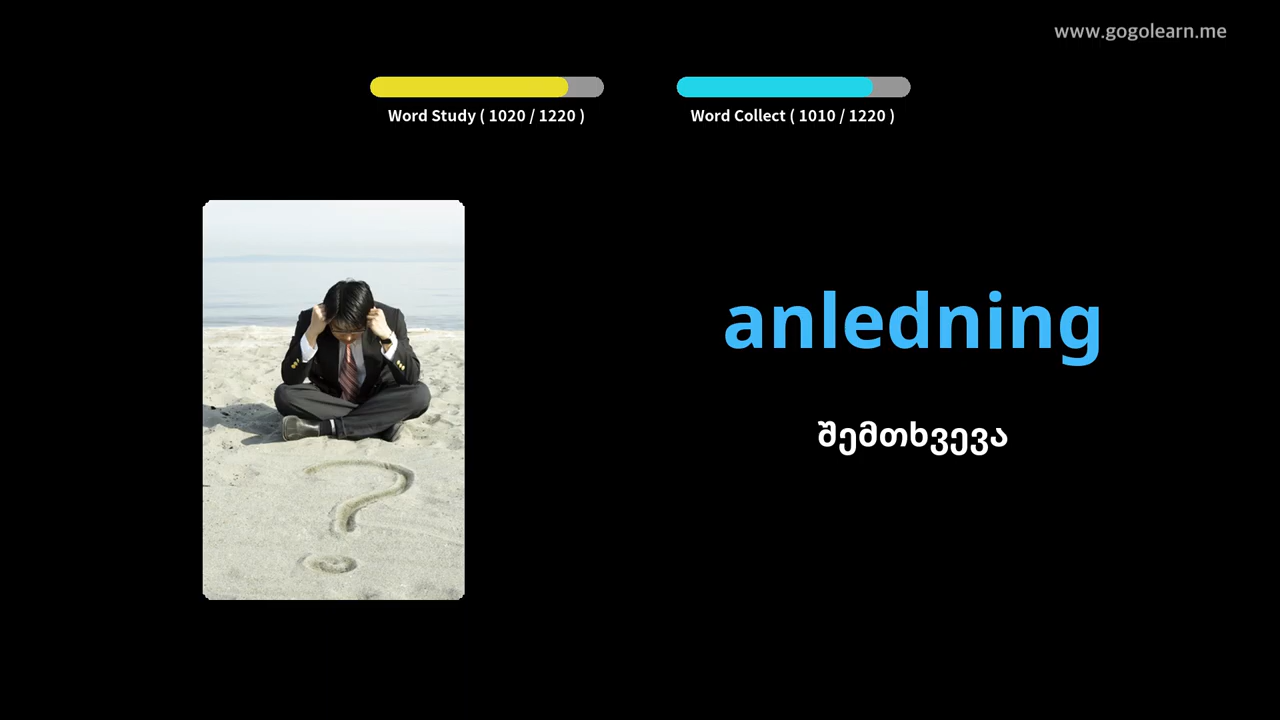 www.gogolearn.me
Word Study ( 1020 / 1220 )
Word Collect ( 1010 / 1220 )
anledning
შემთხვევა
?